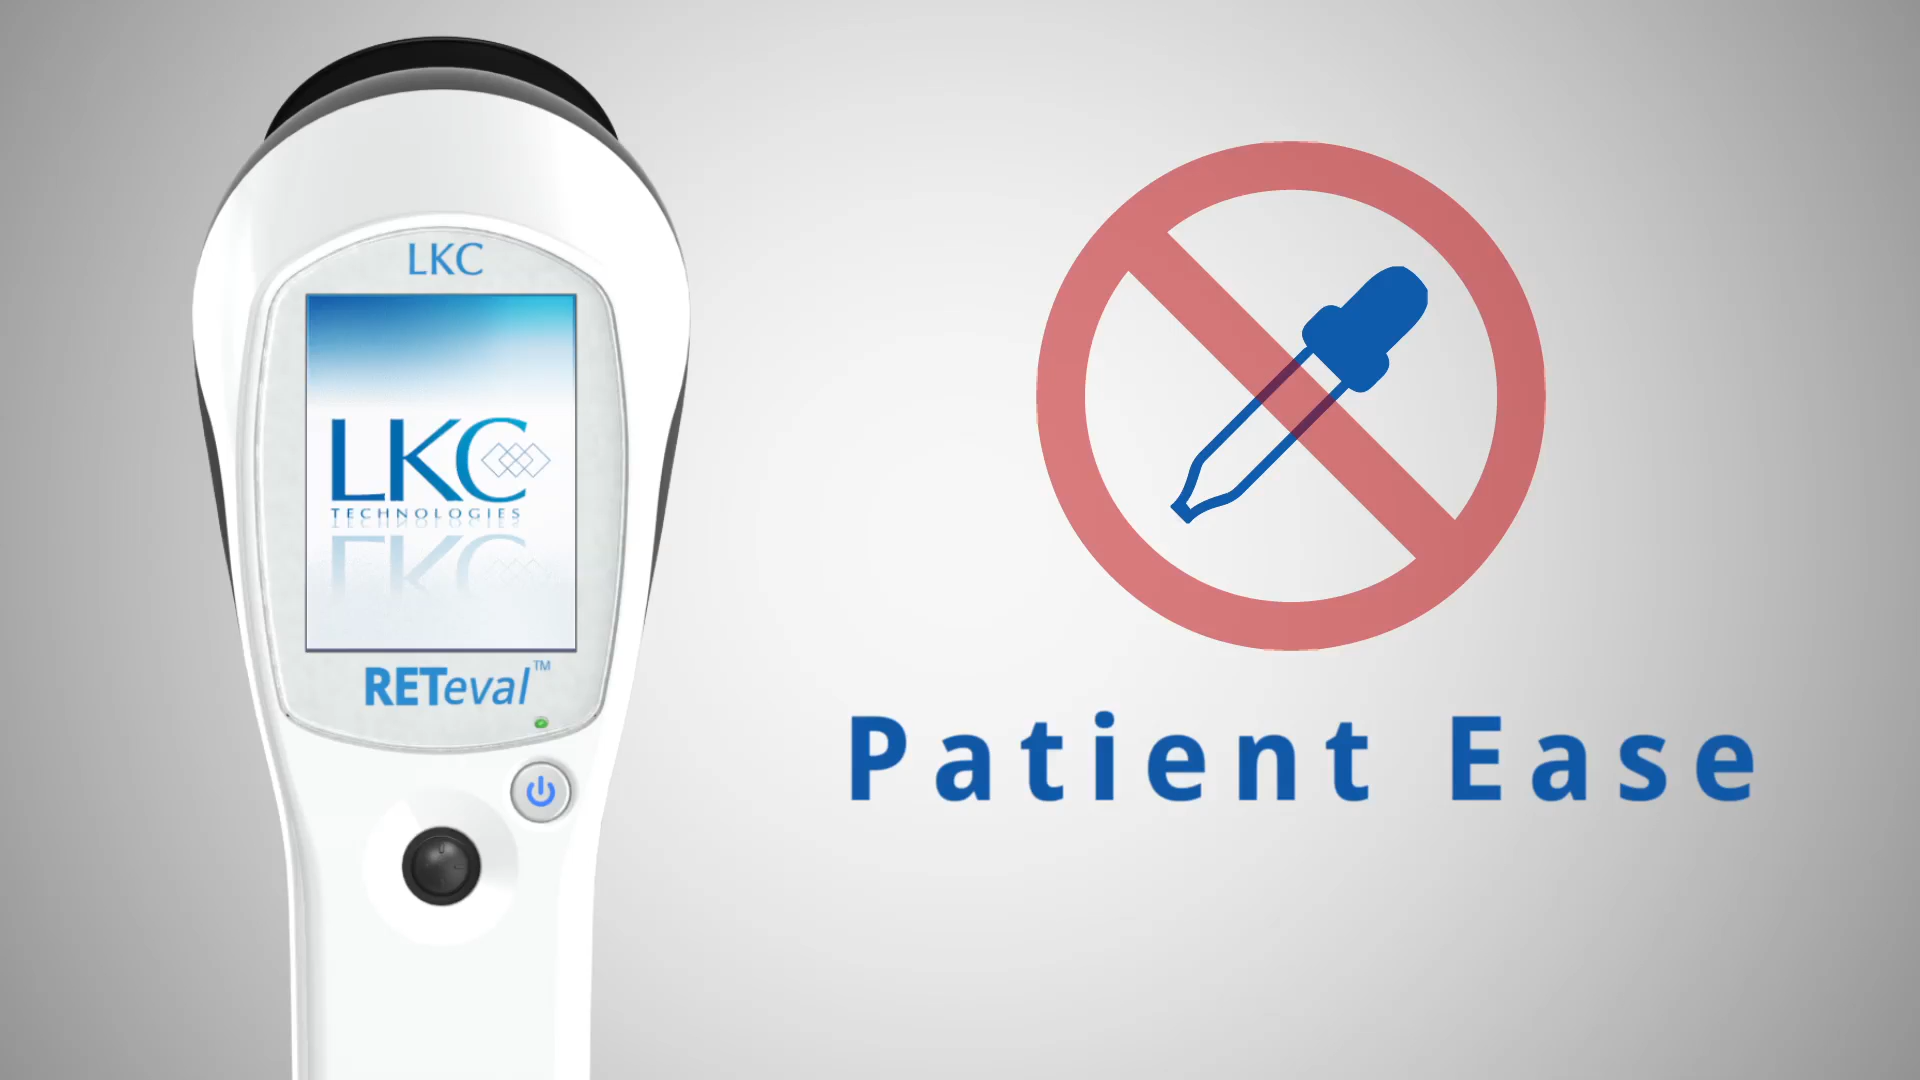 LKC
LKC
TECHNOLOGIES
RETeval™
Patient Ease